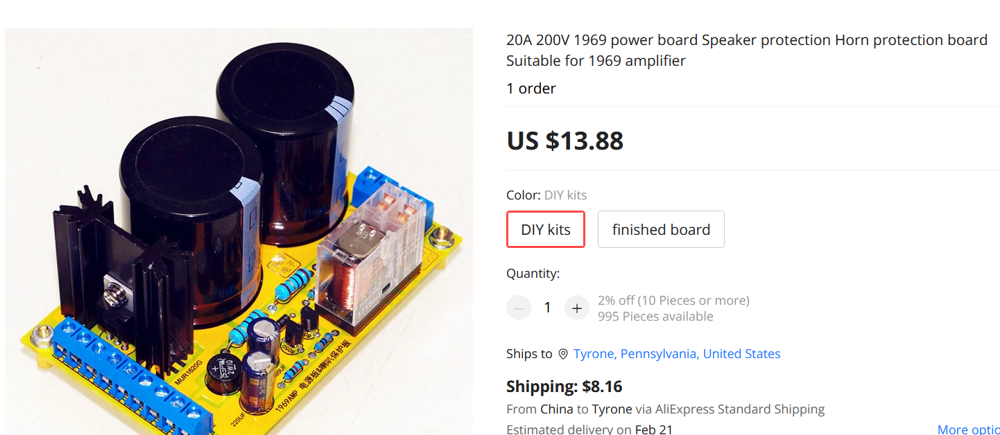 20A 200V 1969 power board Speaker protection Horn protection board
Suitable for 1969 amplifier
1 order
US $13.88
Color: DIY kits
DIY kits
finished board
Quantity:
1
2% off (10 Pieces or more)
995 Pieces available
Ships to Tyrone, Pennsylvania, United States
Shipping: $8.16
From China to Tyrone via AliExpress Standard Shipping
Estimated delivery on Feb 21
More optio
MUR1620G
2W10
1969AMP 电源板&喇叭保护板
220UF